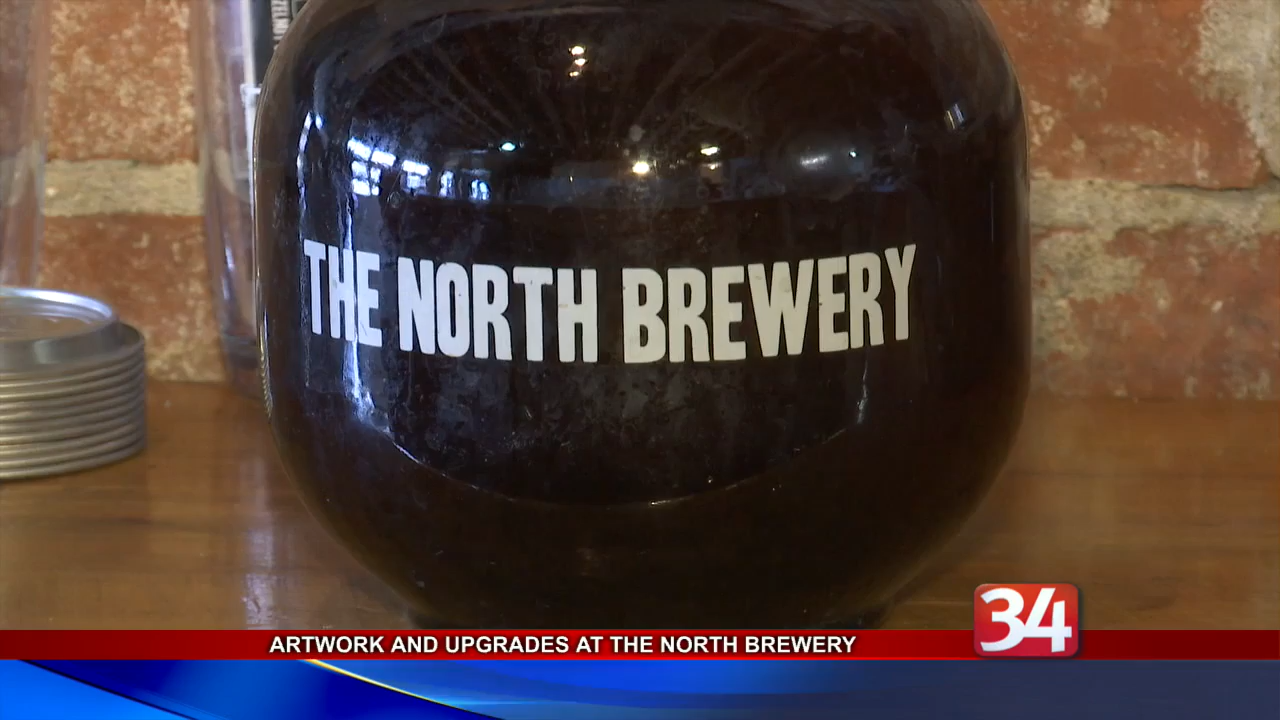 THE NORTH BREWERY
34
ARTWORK AND UPGRADES AT THE NORTH BREWERY